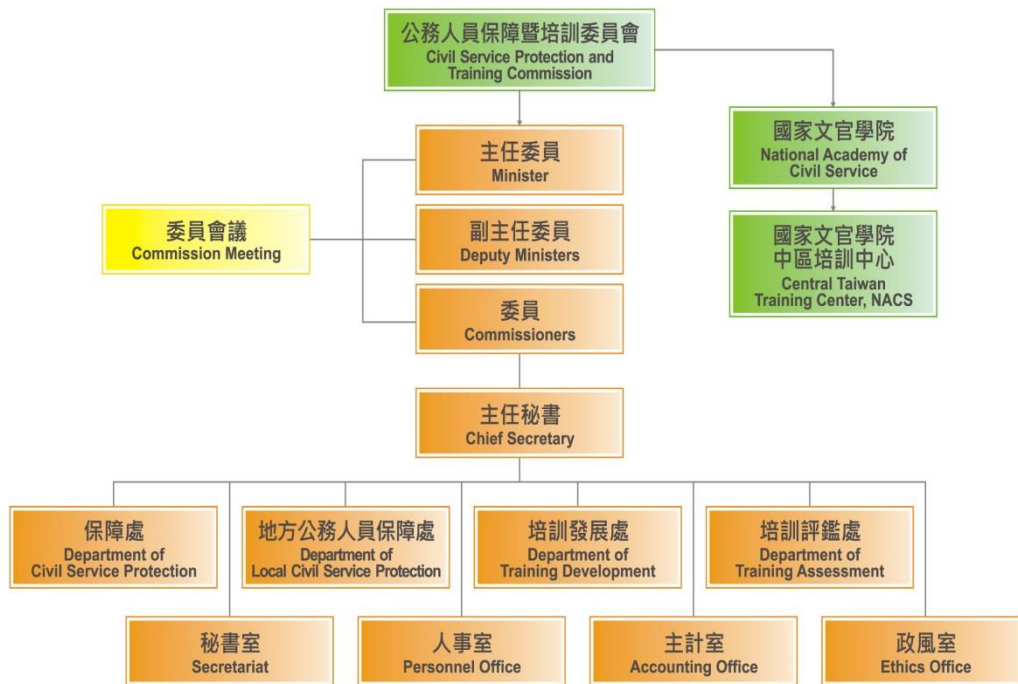 公務人員保障暨培訓委員會
Civil Service Protection and
Training Commission
主任委員
Minister
國家文官學院
National Academy of
Civil Service
委員會議
Commission Meeting
副主任委員
Deputy Ministers
國家文官學院
中區培訓中心
Central Taiwan
Training Center, NACS
委員
Commissioners
主任秘書
Chief Secretary
保障處
Department of
Civil Service Protection
地方公務人員保障處
Department of
Local Civil Service Protection
培訓發展處
Department of
Training Development
培訓評鑑處
Department of
Training Assessment
秘書室
Secretariat
人事室
Personnel Office
主計室
Accounting Office
政風室
Ethics Office